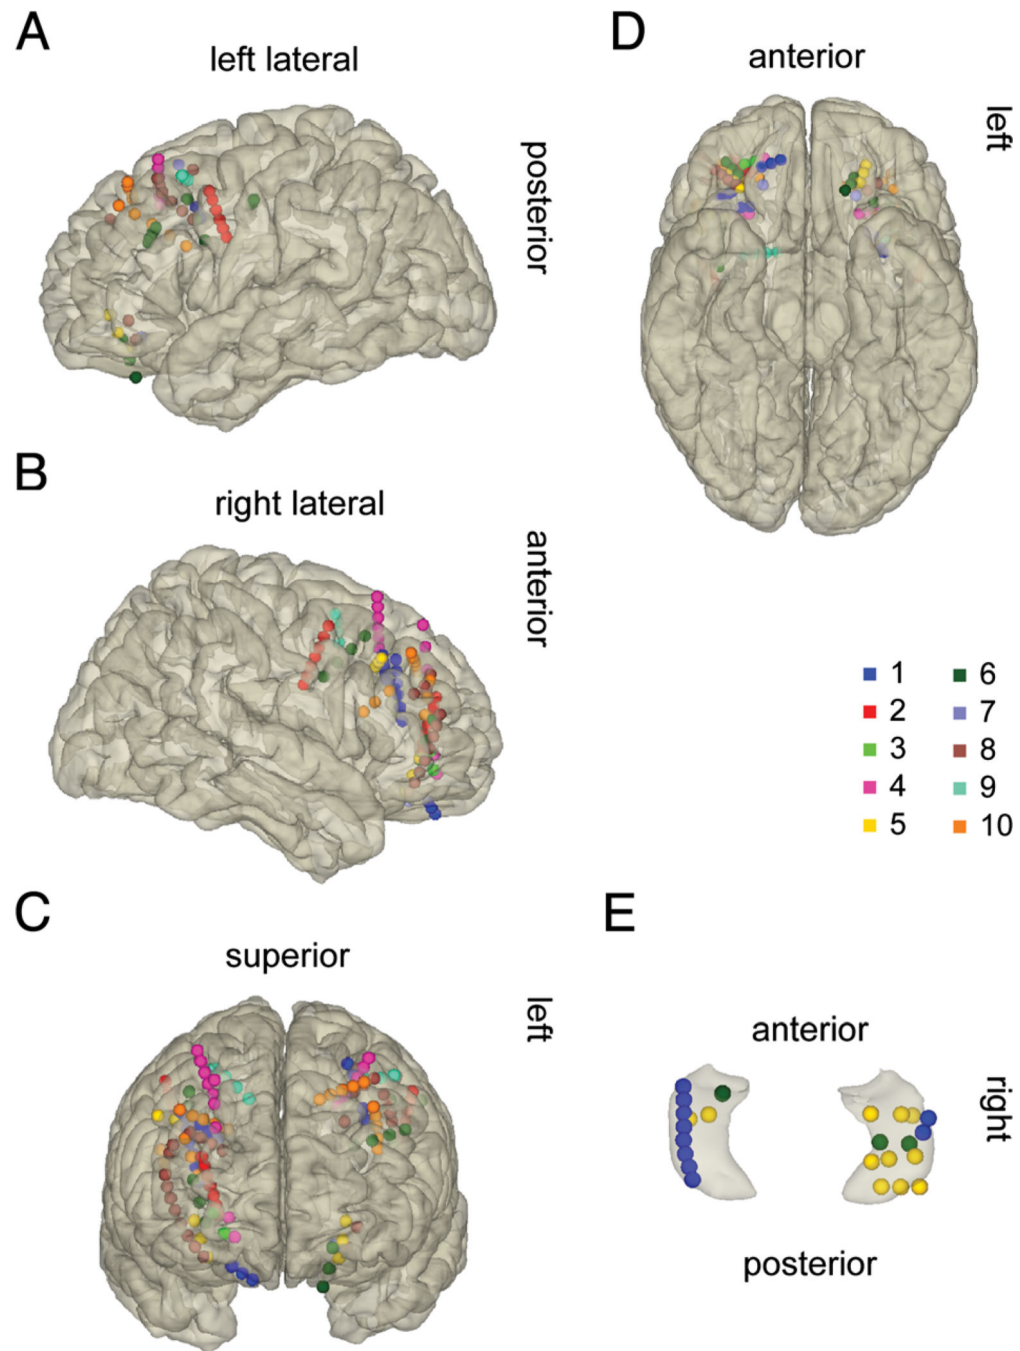 A
left lateral
posterior
B
right lateral
anterior
C
superior
left
D
anterior
left
1
2
3
4
5
6
7
8
9
10
E
anterior
right
posterior